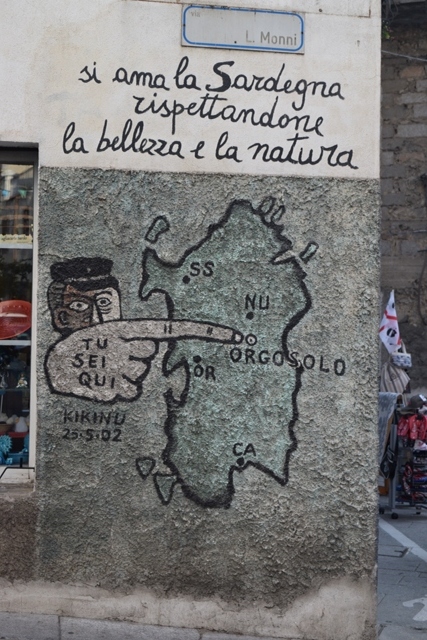 via
L. Monni
si ama la Sardegna
rispettandone
la bellezza e la natura
SS
NU
ORGOSOLO
TU
SEI
QUI
OR
KIKINU
25.5.02
CA